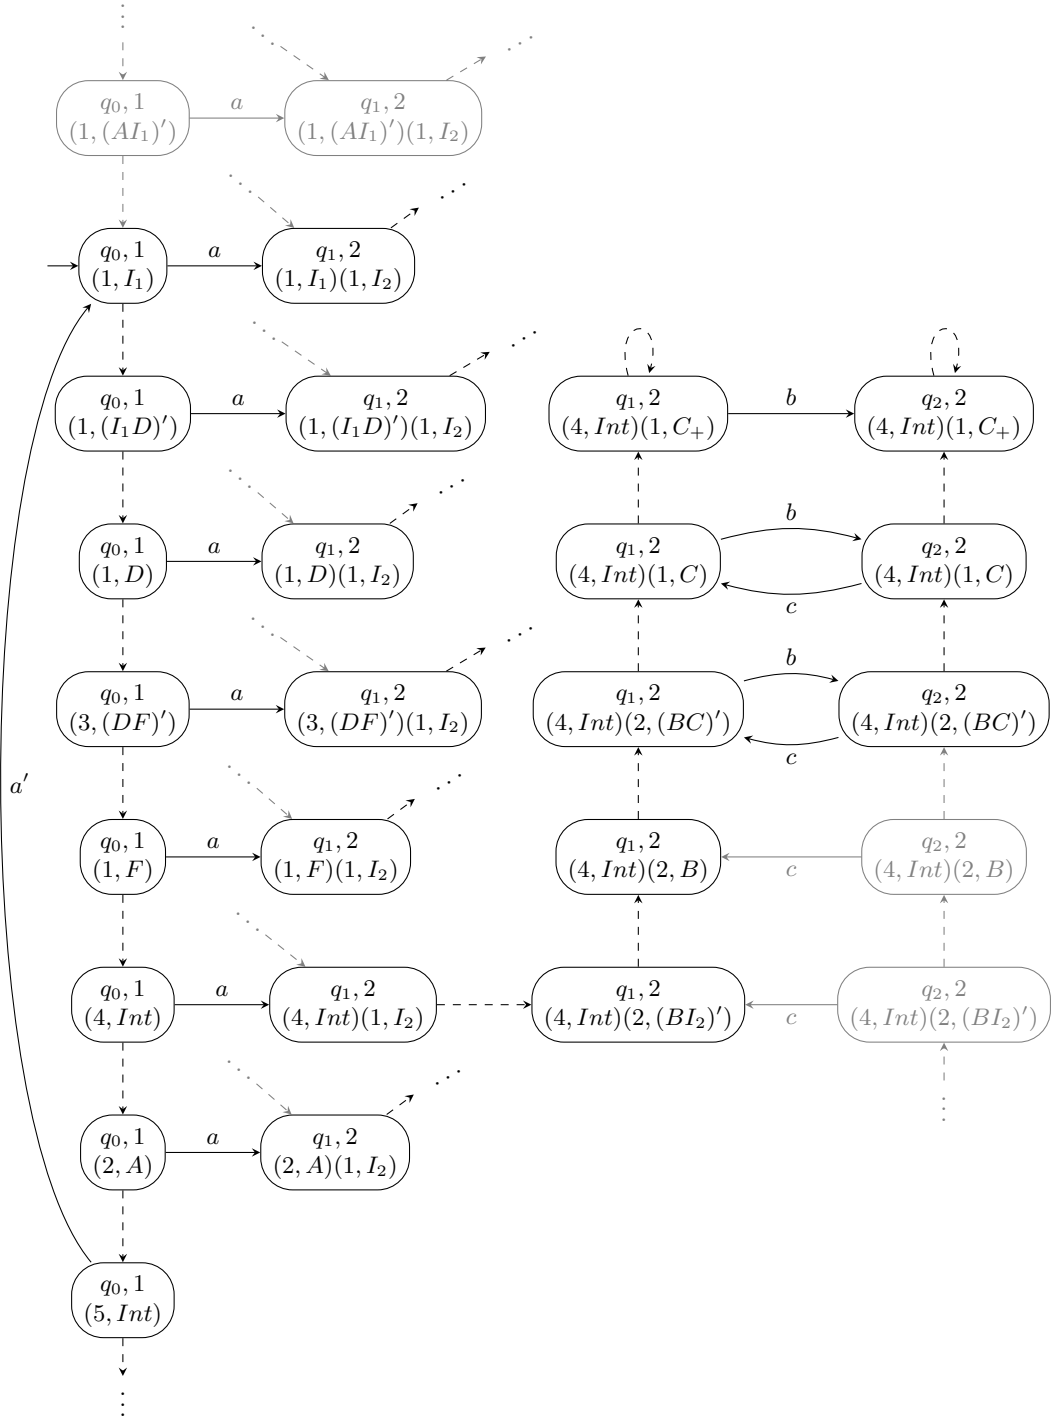 q₀, 1
(1, (AI₁)′)
a
q₁, 2
(1, (AI₁)′)(1, I₂)
q₀, 1
(1, I₁)
a
q₁, 2
(1, I₁)(1, I₂)
q₀, 1
(1, (I₁D)′)
a
q₁, 2
(1, (I₁D)′)(1, I₂)
q₁, 2
(4, Int)(1, C₊)
b
q₂, 2
(4, Int)(1, C₊)
q₀, 1
(1, D)
a
q₁, 2
(1, D)(1, I₂)
q₁, 2
(4, Int)(1, C)
b
c
q₂, 2
(4, Int)(1, C)
q₀, 1
(3, (DF)′)
a
q₁, 2
(3, (DF)′)(1, I₂)
q₁, 2
(4, Int)(2, (BC)′)
b
c
q₂, 2
(4, Int)(2, (BC)′)
a′
q₀, 1
(1, F)
a
q₁, 2
(1, F)(1, I₂)
q₁, 2
(4, Int)(2, B)
c
q₂, 2
(4, Int)(2, B)
q₀, 1
(4, Int)
a
q₁, 2
(4, Int)(1, I₂)
q₁, 2
(4, Int)(2, (BI₂)′)
c
q₂, 2
(4, Int)(2, (BI₂)′)
q₀, 1
(2, A)
a
q₁, 2
(2, A)(1, I₂)
q₀, 1
(5, Int)